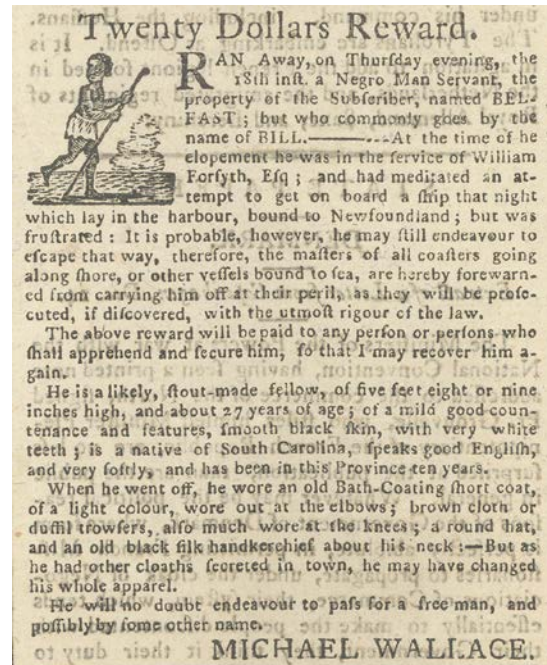 Twenty Dollars Reward.
RAN Away, on Thurſday evening, the
18th inſt. a Negro Man Servant, the
property of the Subſcriber, named BEL-
FAST; but who commonly goes by the
name of BILL.———---At the time of he
elopement he was in the ſervice of William
Forſyth, Eſq; and had meditated an at-
tempt to get on board a ſhip that night
which lay in the harbour, bound to Newfoundland; but was
fruſtrated: It is probable, however, he may ſtill endeavour to
eſcape that way, therefore, the maſters of all coaſters going
along ſhore, or other veſſels bound to ſea, are hereby forewarn-
ed from carrying him off at their peril, as they will be proſe-
cuted, if diſcovered, with the utmoſt rigour of the law.
The above reward will be paid to any perſon or perſons who
ſhall apprehend and ſecure him, ſo that I may recover him a-
gain.
He is a likely, ſtout-made fellow, of five feet eight or nine
inches high, and about 27 years of age; of a mild good coun-
tenance and features, ſmooth black ſkin, with very white
teeth; is a native of South Carolina, ſpeaks good Engliſh,
and very ſoftly, and has been in this Province ten years.
When he went off, he wore an old Bath-Coating ſhort coat,
of a light colour, wore out at the elbows; brown cloth or
duffil trowſers, alſo much wore at the knees; a round hat,
and an old black ſilk handkerchief about his neck:—But as
he had other cloaths ſecreted in town, he may have changed
his whole apparel.
He will no doubt endeavour to paſs for a free man, and
poſſibly by ſome other name.
MICHAEL WALLACE.